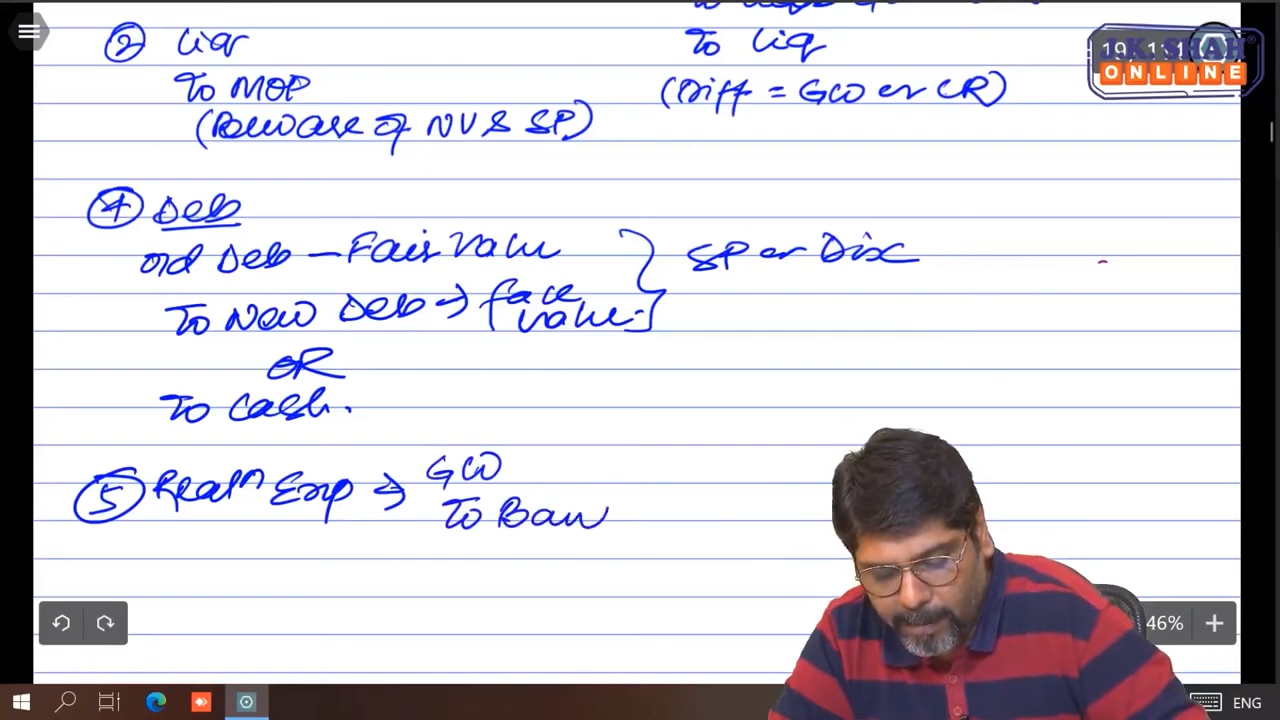 ② Liq
To MOP
(Beware of NV & SP)
To Liq
(Diff = GW or CR)
④ Deb
Old Deb — Fair Value
To New Deb → face value.
SP or Disc
OR
To Cash.
⑤ Realⁿ Exp → GW
To Bank
J.K. SHAH®
ONLINE
46%
ENG